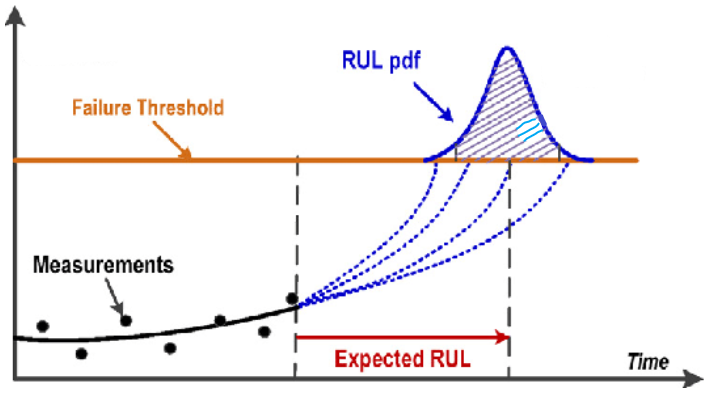 RUL pdf
Failure Threshold
Measurements
Expected RUL
Time